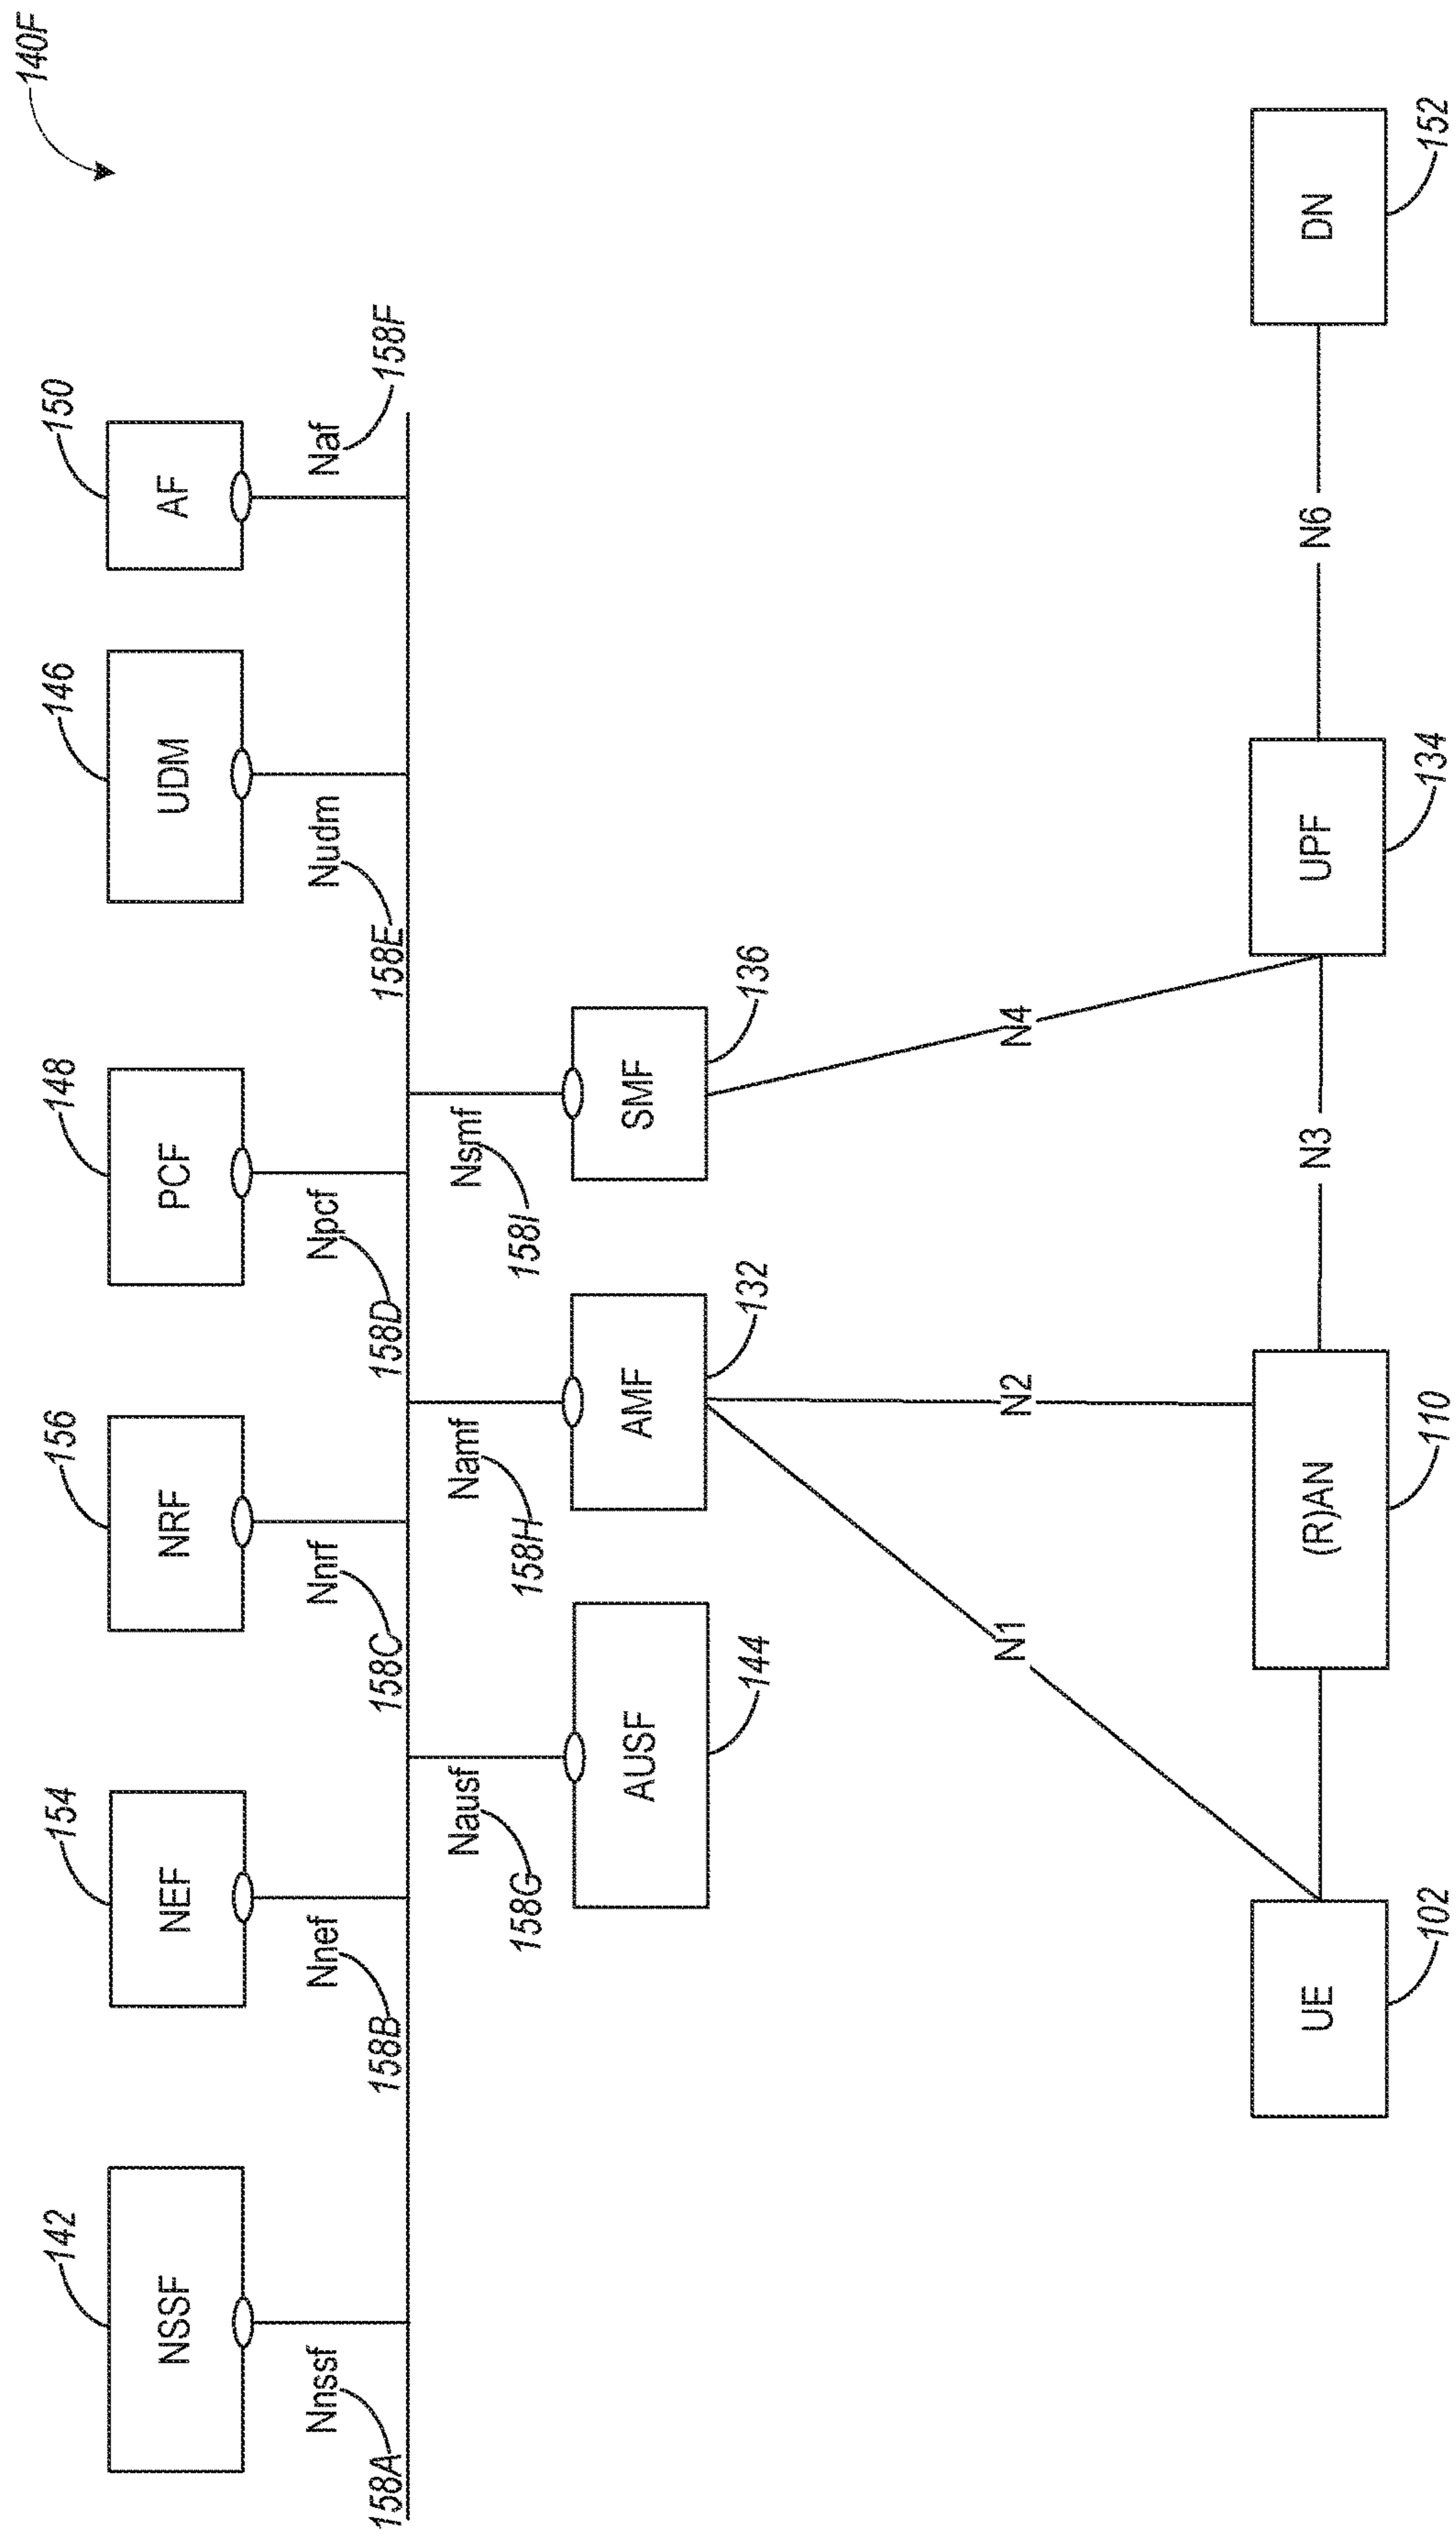 140F
142
154
156
148
146
150
NSSF
NEF
NRF
PCF
UDM
AF
Nnssf
Nnef
Nnrf
Npcf
Nudm
Naf
158A
158B
158C
158D
158E
158F
Nausf
Namf
Nsmf
158G
158H
158I
AUSF
AMF
SMF
144
132
136
N1
N2
N4
UE
(R)AN
N3
UPF
N6
DN
102
110
134
152